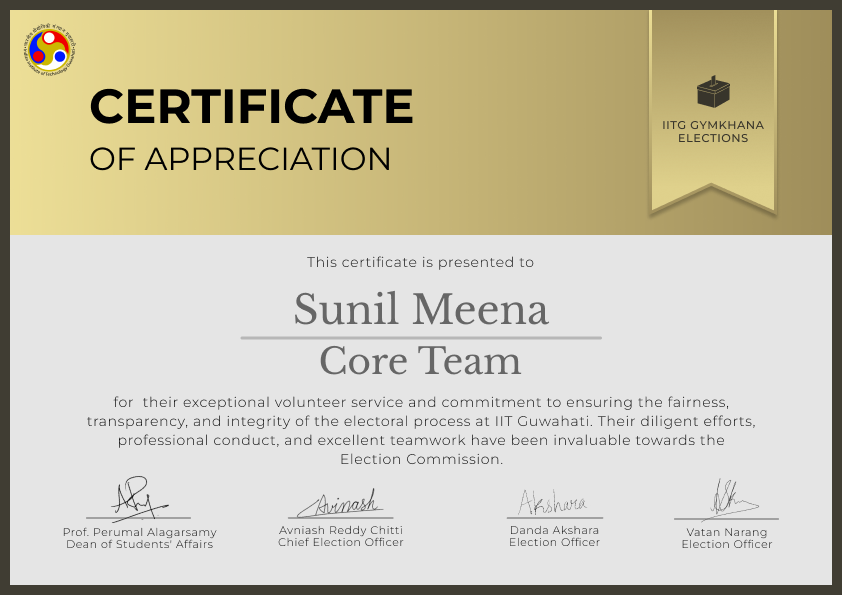 CERTIFICATE
OF APPRECIATION
IITG GYMKHANA
ELECTIONS
This certificate is presented to
Sunil Meena
Core Team
for their exceptional volunteer service and commitment to ensuring the fairness,
transparency, and integrity of the electoral process at IIT Guwahati. Their diligent efforts,
professional conduct, and excellent teamwork have been invaluable towards the
Election Commission.
Avinash
Akshara
Prof. Perumal Alagarsamy
Dean of Students' Affairs
Avniash Reddy Chitti
Chief Election Officer
Danda Akshara
Election Officer
Vatan Narang
Election Officer